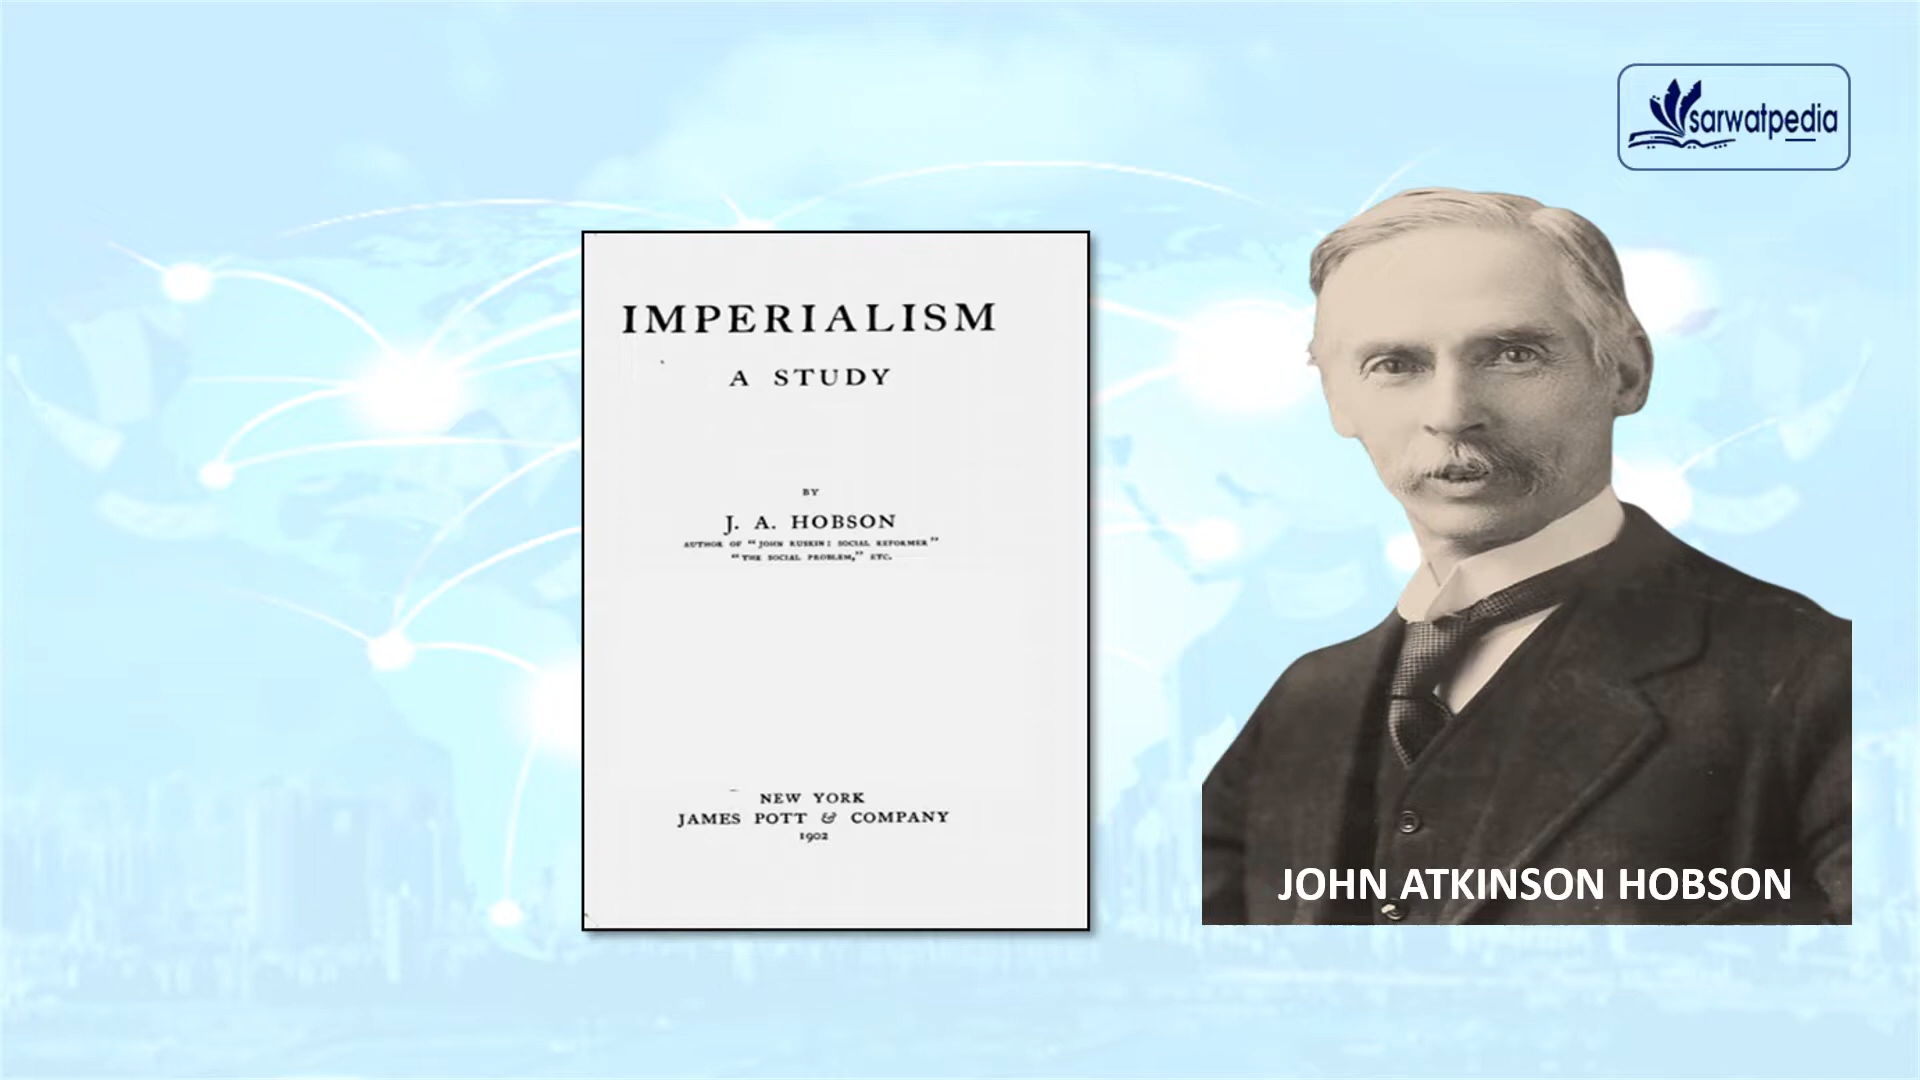 sarwatpedia
IMPERIALISM
A STUDY
BY
J. A. HOBSON
AUTHOR OF "JOHN RUSKIN: SOCIAL REFORMER"
"THE SOCIAL PROBLEM," ETC.
NEW YORK
JAMES POTT & COMPANY
1902
JOHN ATKINSON HOBSON